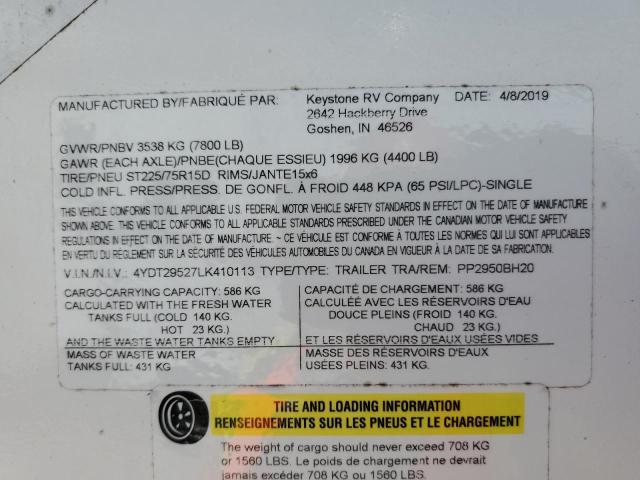 MANUFACTURED BY/FABRIQUÉ PAR: Keystone RV Company DATE: 4/8/2019
2642 Hackberry Drive
Goshen, IN 46526
GVWR/PNBV 3538 KG (7800 LB)
GAWR (EACH AXLE)/PNBE(CHAQUE ESSIEU) 1996 KG (4400 LB)
TIRE/PNEU ST225/75R15D RIMS/JANTE15x6
COLD INFL. PRESS/PRESS. DE GONFL. À FROID 448 KPA (65 PSI/LPC)-SINGLE
THIS VEHICLE CONFORMS TO ALL APPLICABLE U.S. FEDERAL MOTOR VEHICLE SAFETY STANDARDS IN EFFECT ON THE DATE OF MANUFACTURE
SHOWN ABOVE. THIS VEHICLE CONFORMS TO ALL APPLICABLE STANDARDS PRESCRIBED UNDER THE CANADIAN MOTOR VEHICLE SAFETY
REGULATIONS IN EFFECT ON THE DATE OF MANUFACTURE. ~ CE VÉHICULE EST CONFORME À TOUTES LES NORMES QUI LUI SONT APPLICABLES
EN VERTU DU RÈGLEMENT SUR LA SÉCURITÉ DES VÉHICULES AUTOMOBILES DU CANADA EN VIGUEUR À LA DATE DE SA FABRICATION.
V.I.N./N.I.V.: 4YDT29527LK410113 TYPE/TYPE: TRAILER TRA/REM: PP2950BH20
CARGO-CARRYING CAPACITY: 586 KG
CALCULATED WITH THE FRESH WATER
TANKS FULL (COLD 140 KG.
HOT 23 KG.)
AND THE WASTE WATER TANKS EMPTY
MASS OF WASTE WATER
TANKS FULL: 431 KG
CAPACITÉ DE CHARGEMENT: 586 KG
CALCULÉE AVEC LES RÉSERVOIRS D'EAU
DOUCE PLEINS (FROID 140 KG.
CHAUD 23 KG.)
ET LES RÉSERVOIRS D'EAU USÉES VIDES
MASSE DES RÉSERVOIRS D'EAUX
USÉES PLEINS: 431 KG.
TIRE AND LOADING INFORMATION
RENSEIGNEMENTS SUR LES PNEUS ET LE CHARGEMENT
The weight of cargo should never exceed 708 KG
or 1560 LBS. Le poids de chargement ne devrait
jamais excéder 708 KG ou 1560 LBS.